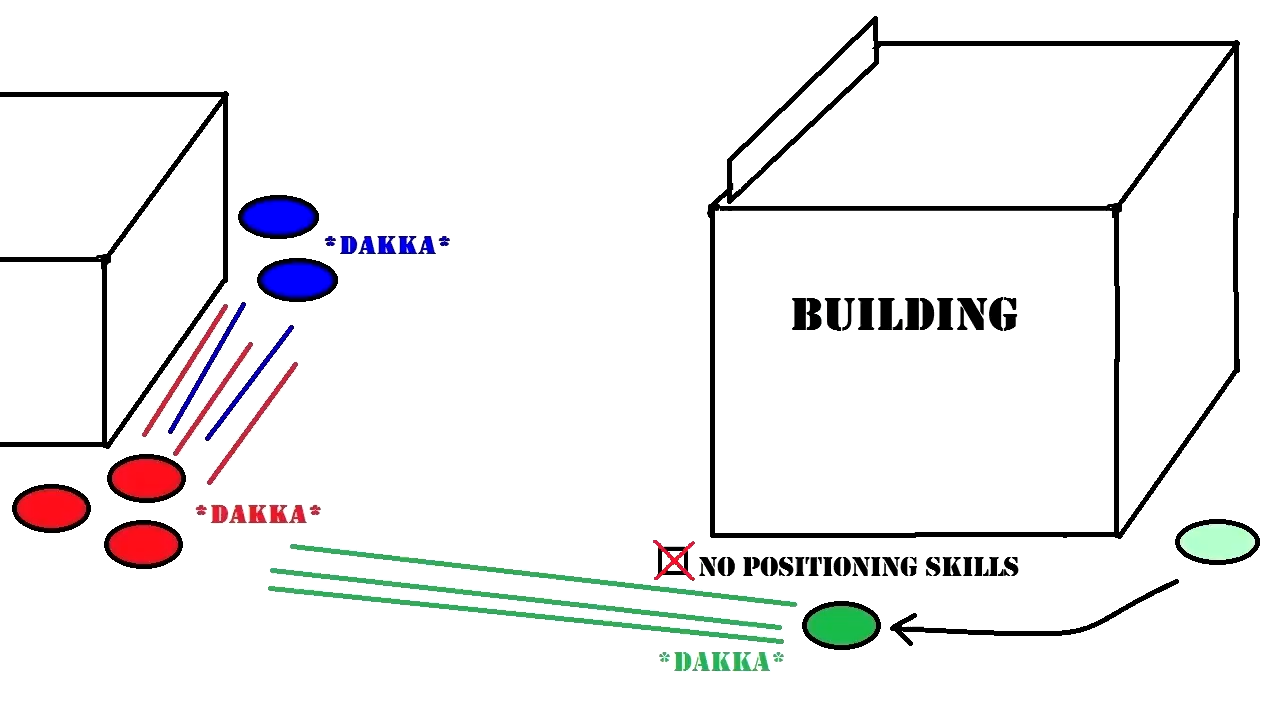 *DAKKA*
BUILDING
*DAKKA*
NO POSITIONING SKILLS
*DAKKA*